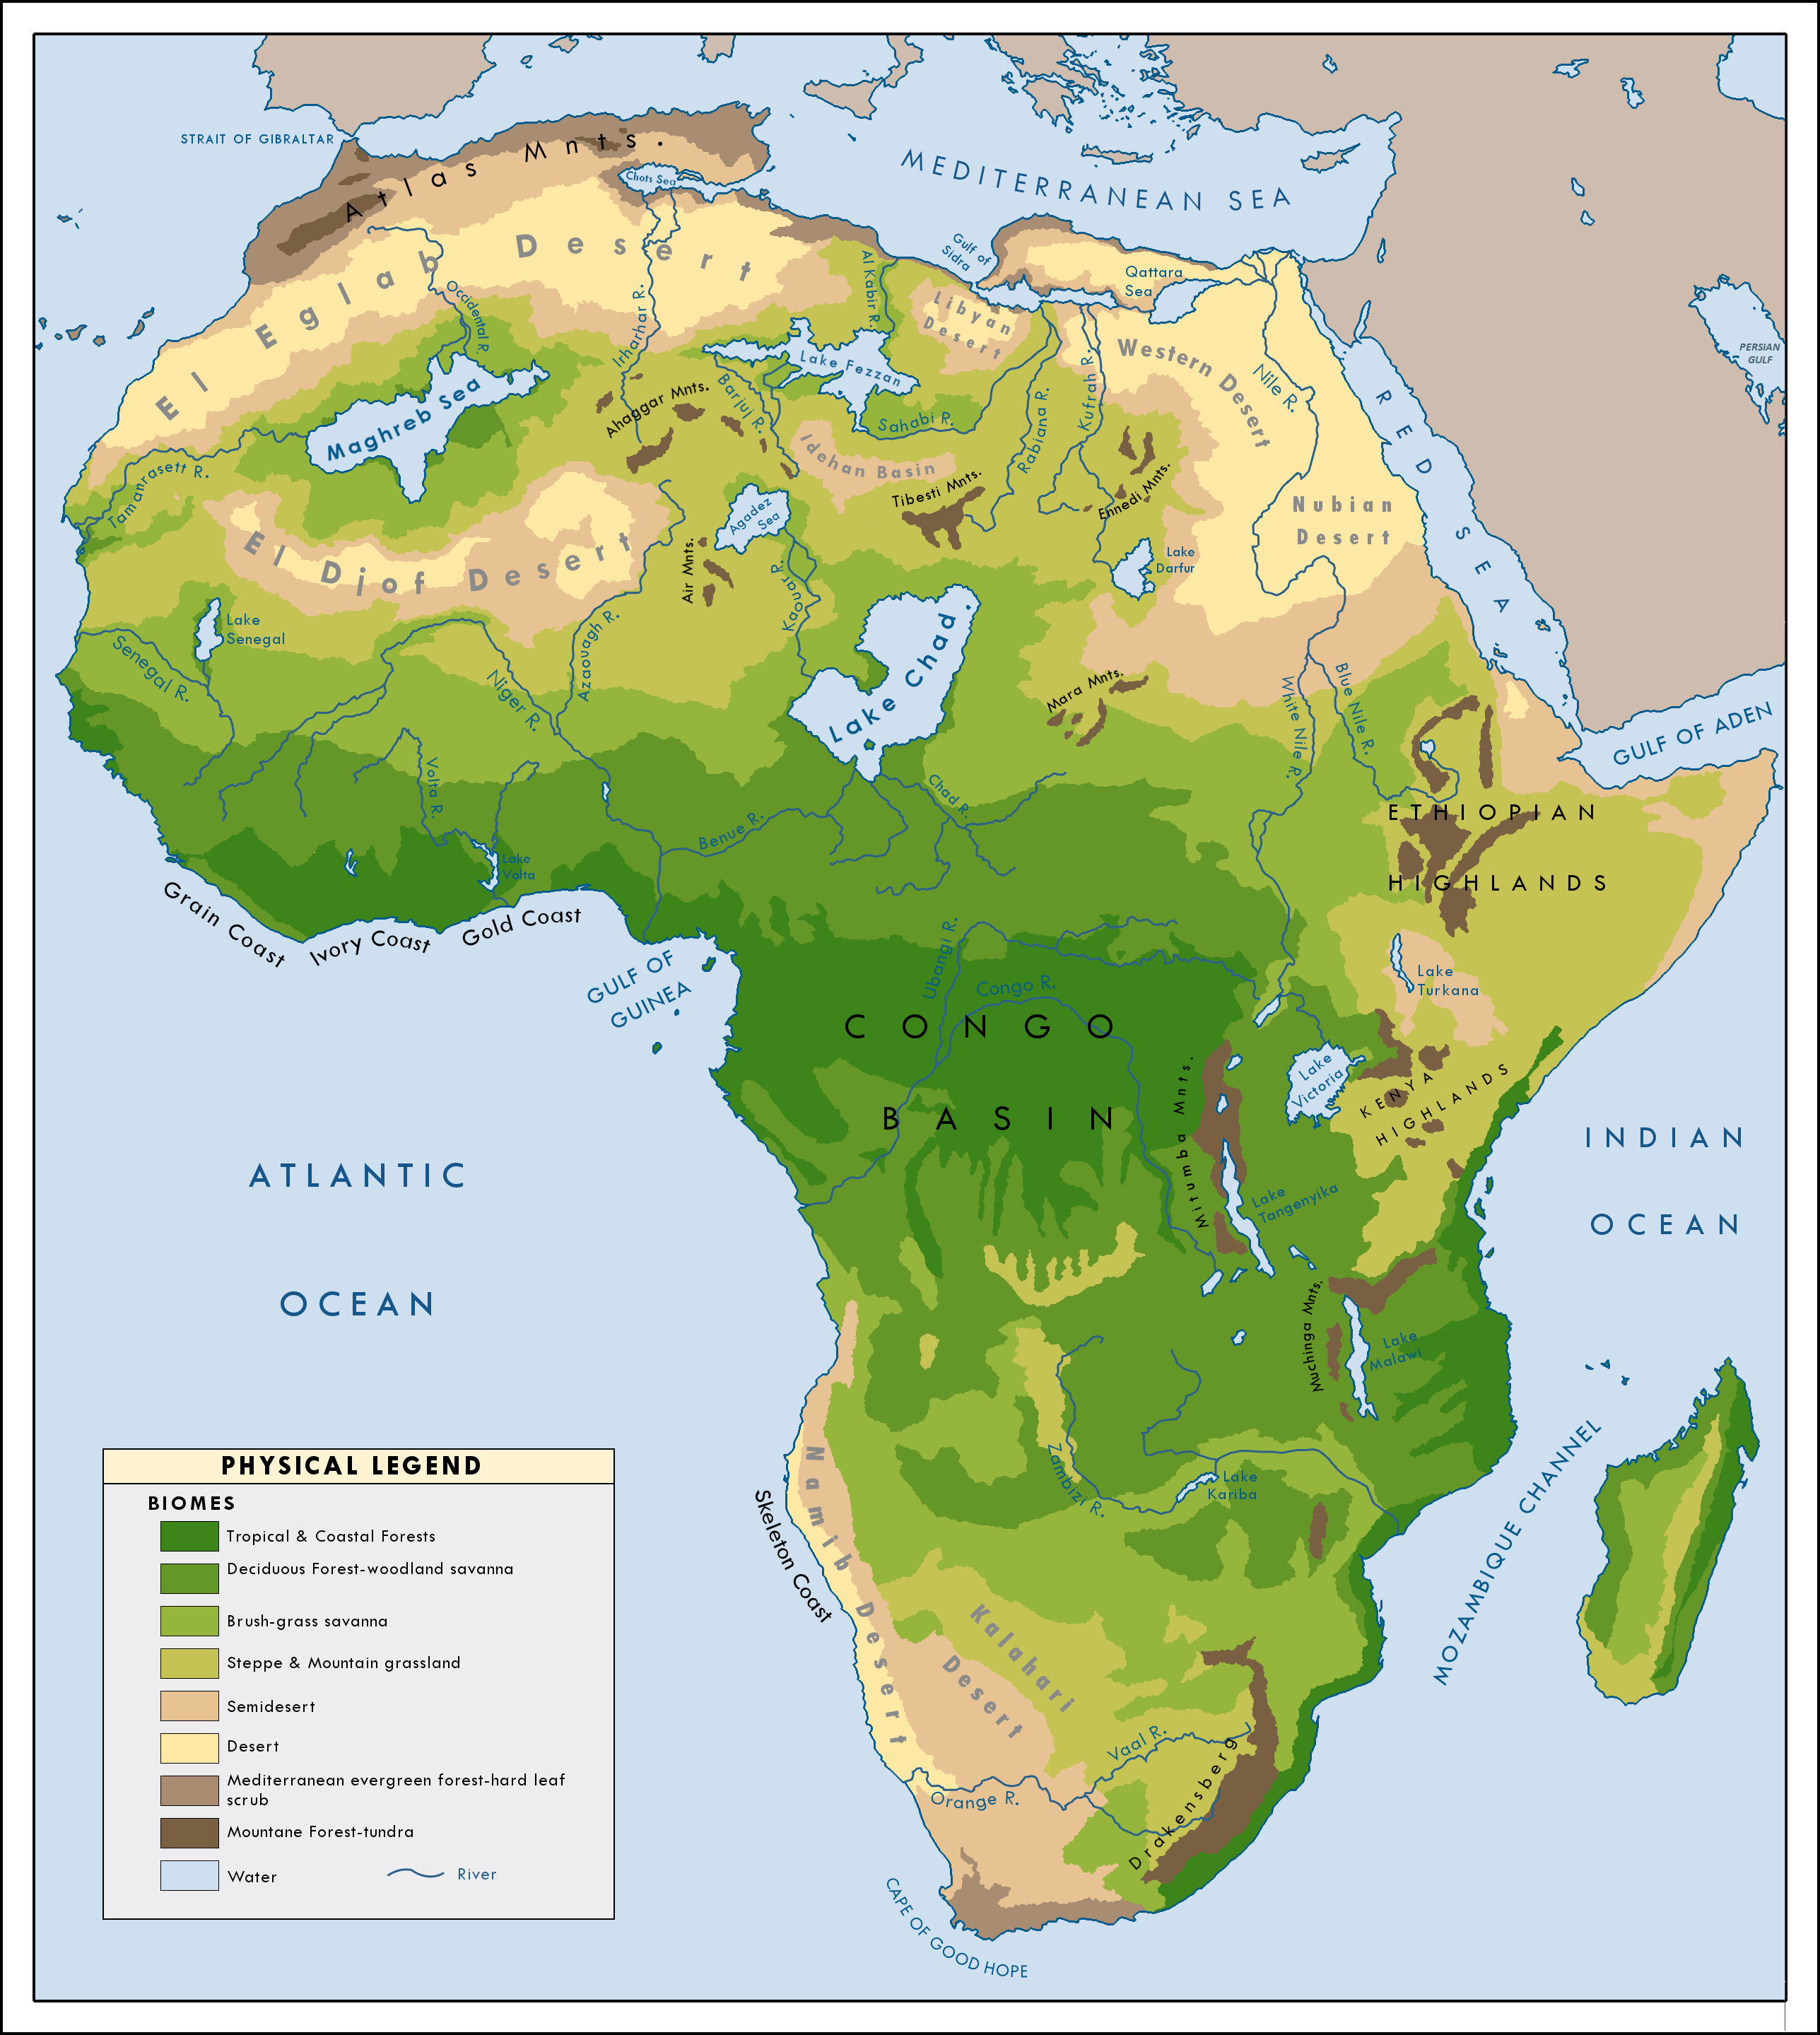 STRAIT OF GIBRALTAR
Atlas Mnts.
Chots Sea
MEDITERRANEAN SEA
Gulf of
Sidra
Qattara
Sea
El Eglab Desert
Occidental R.
Irharhar R.
Al Kabir R.
Libyan
Desert
Western Desert
Nile R.
PERSIAN
GULF
RED SEA
Lake Fezzan
Maghreb Sea
Ahaggar Mnts.
Barjuj R.
Sahabi R.
Rabiana R.
Kufrah R.
Idehan Basin
Tamanrasett R.
Tibesti Mnts.
Ennedi Mnts.
Nubian
Desert
Agadez
Sea
El Djof Desert
Air Mnts.
Kaouar R.
Lake
Darfur
Lake
Senegal
Senegal R.
Niger R.
Azaouagh R.
Lake Chad
Mara Mnts.
White Nile R.
Blue Nile R.
GULF OF ADEN
Volta R.
Benue R.
Chad R.
ETHIOPIAN
HIGHLANDS
Lake
Volta
Grain Coast
Ivory Coast
Gold Coast
GULF OF
GUINEA
Ubangi R.
Congo R.
CONGO
BASIN
Lake
Turkana
Lake
Victoria
KENYA
HIGHLANDS
Mitumba Mnts.
Lake
Tangenyika
INDIAN
OCEAN
ATLANTIC
OCEAN
Muchinga Mnts.
Lake
Malawi
Zambizi R.
Lake
Kariba
MOZAMBIQUE CHANNEL
Namib Desert
Skeleton Coast
Kalahari
Desert
Vaal R.
Orange R.
Drakensberg
CAPE OF GOOD HOPE
PHYSICAL LEGEND
BIOMES
Tropical & Coastal Forests
Deciduous Forest-woodland savanna
Brush-grass savanna
Steppe & Mountain grassland
Semidesert
Desert
Mediterranean evergreen forest-hard leaf
scrub
Mountane Forest-tundra
Water
River